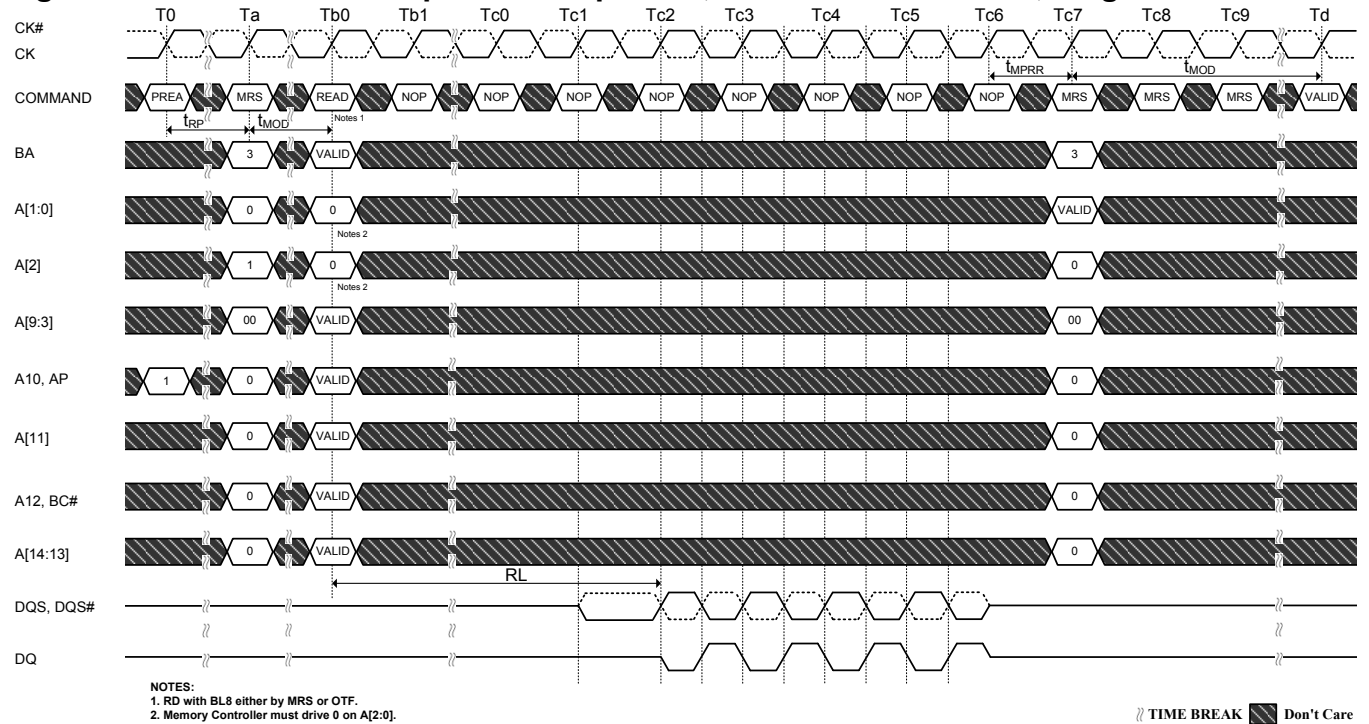 T0 Ta Tb0 Tb1 Tc0 Tc1 Tc2 Tc3 Tc4 Tc5 Tc6 Tc7 Tc8 Tc9 Td
CK#
CK
tMPRR tMOD
COMMAND PREA MRS READ NOP NOP NOP NOP NOP NOP NOP NOP MRS MRS MRS VALID
tRP tMOD Notes 1
BA 3 VALID 3
A[1:0] 0 0 VALID
Notes 2
A[2] 1 0 0
Notes 2
A[9:3] 00 VALID 00
A10, AP 1 0 VALID 0
A[11] 0 VALID 0
A12, BC# 0 VALID 0
A[14:13] 0 VALID 0
RL
DQS, DQS#
DQ
NOTES:
1. RD with BL8 either by MRS or OTF.
2. Memory Controller must drive 0 on A[2:0].
TIME BREAK Don't Care